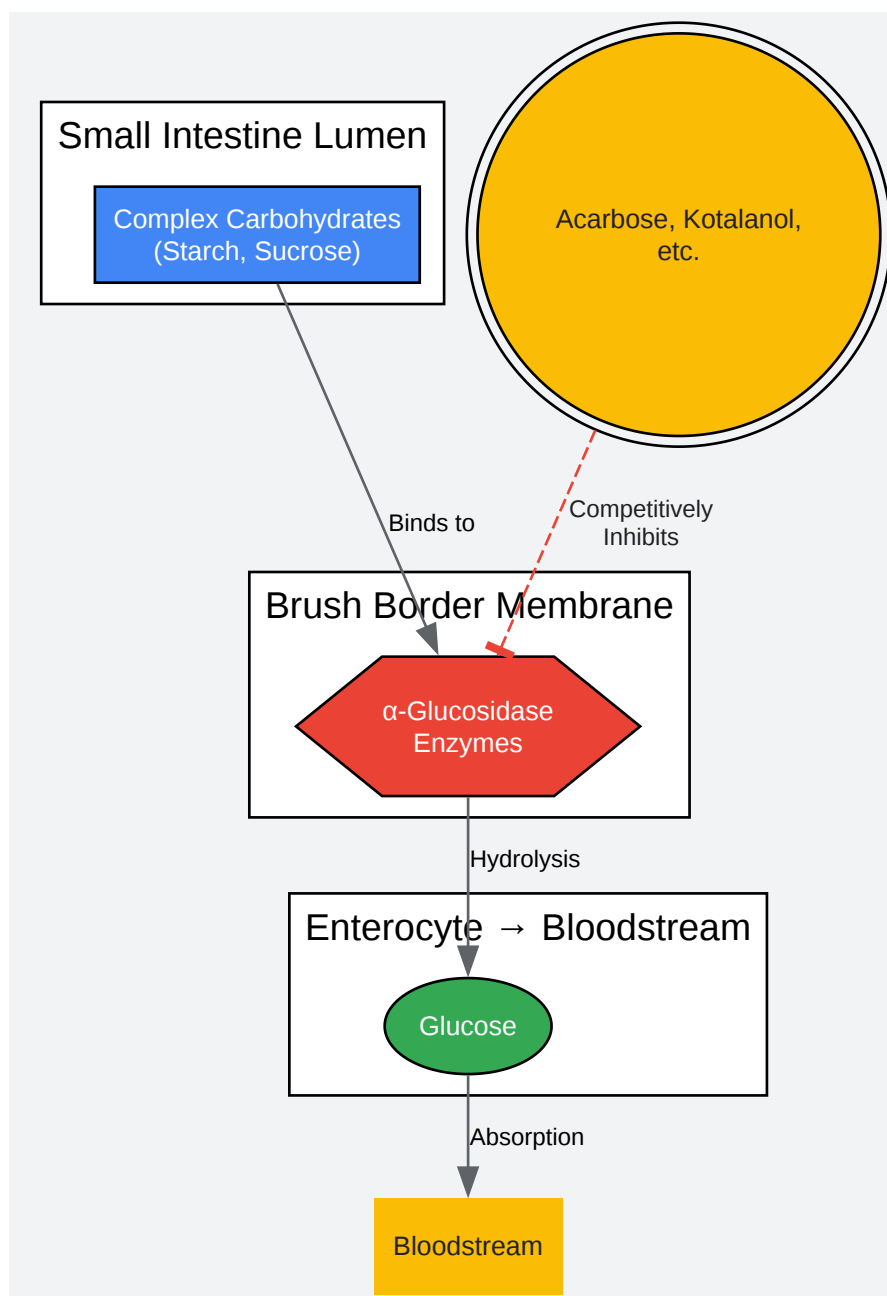 Small Intestine Lumen
Complex Carbohydrates
(Starch, Sucrose)
Acarbose, Kotalanol,
etc.
Binds to
Competitively
Inhibits
Brush Border Membrane
α-Glucosidase
Enzymes
Hydrolysis
Enterocyte → Bloodstream
Glucose
Absorption
Bloodstream